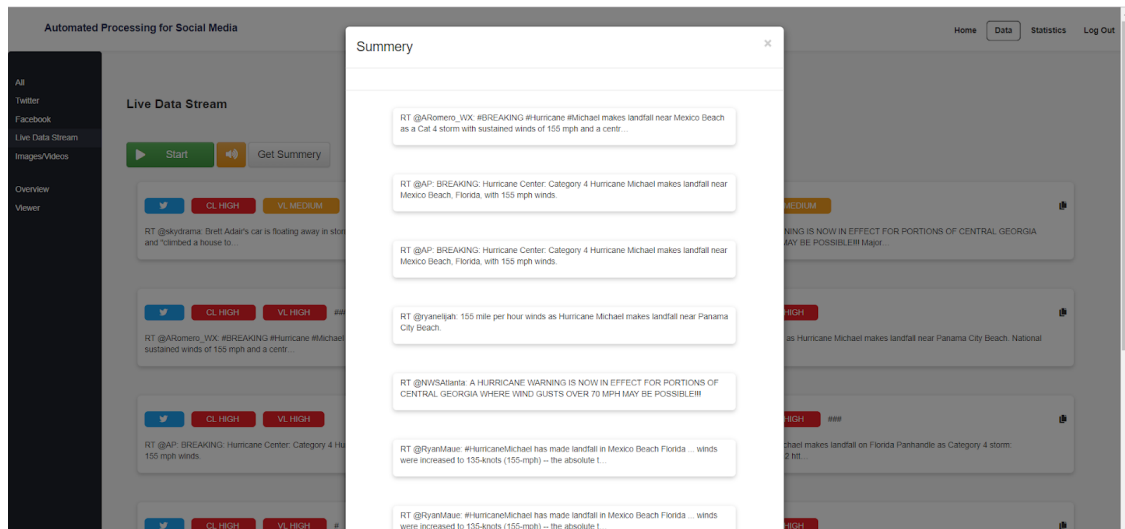 Automated Processing for Social Media
Home
Data
Statistics
Log Out
Summery
×
All
Twitter
Facebook
Live Data Stream
Images/Videos
Overview
Viewer
Live Data Stream
Start
Get Summery
RT @ARomero_WX: #BREAKING #Hurricane #Michael makes landfall near Mexico Beach
as a Cat 4 storm with sustained winds of 155 mph and a centr…
RT @AP: BREAKING: Hurricane Center: Category 4 Hurricane Michael makes landfall near
Mexico Beach, Florida, with 155 mph winds.
RT @AP: BREAKING: Hurricane Center: Category 4 Hurricane Michael makes landfall near
Mexico Beach, Florida, with 155 mph winds.
RT @ryanelijah: 155 mile per hour winds as Hurricane Michael makes landfall near Panama
City Beach.
RT @NWSAtlanta: A HURRICANE WARNING IS NOW IN EFFECT FOR PORTIONS OF
CENTRAL GEORGIA WHERE WIND GUSTS OVER 70 MPH MAY BE POSSIBLE!!!
RT @RyanMaue: #HurricaneMichael has made landfall in Mexico Beach Florida ... winds
were increased to 135-knots (155-mph) -- the absolute t…
RT @RyanMaue: #HurricaneMichael has made landfall in Mexico Beach Florida ... winds
were increased to 135-knots (155-mph) -- the absolute t…
CL HIGH
VL MEDIUM
RT @skydrama: Brett Adair's car is floating away in
and "climbed a house to…
MEDIUM
NING IS NOW IN EFFECT FOR PORTIONS OF CENTRAL GEORGIA
MAY BE POSSIBLE!!! Major…
CL HIGH
VL HIGH
RT @ARomero_WX: #BREAKING #Hurricane #Michael
sustained winds of 155 mph and a centr…
HIGH
as Hurricane Michael makes landfall near Panama City Beach. National
CL HIGH
VL HIGH
RT @AP: BREAKING: Hurricane Center: Category 4 Hu
155 mph winds.
HIGH
###
chael makes landfall on Florida Panhandle as Category 4 storm:
2 htt…
CL HIGH
VL HIGH
#
HIGH